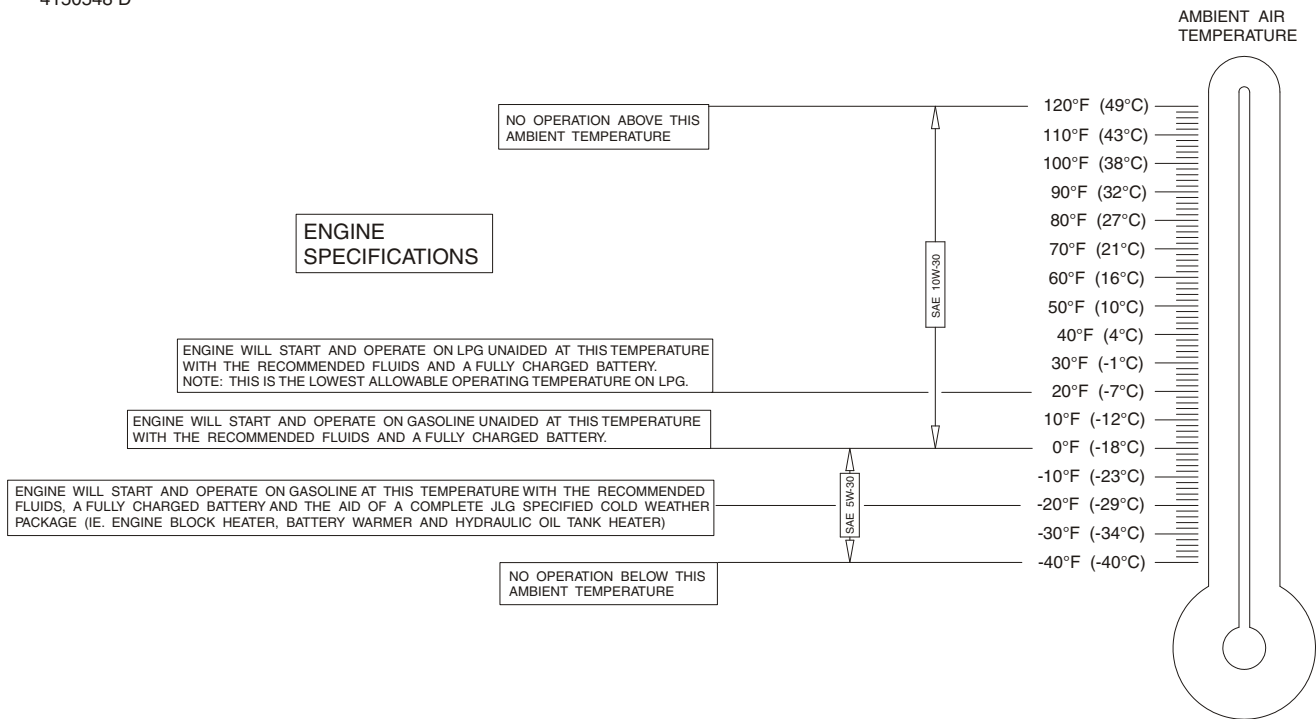 AMBIENT AIR
TEMPERATURE
NO OPERATION ABOVE THIS
AMBIENT TEMPERATURE
120°F (49°C)
110°F (43°C)
100°F (38°C)
90°F (32°C)
80°F (27°C)
70°F (21°C)
60°F (16°C)
50°F (10°C)
40°F (4°C)
30°F (-1°C)
20°F (-7°C)
10°F (-12°C)
0°F (-18°C)
-10°F (-23°C)
-20°F (-29°C)
-30°F (-34°C)
-40°F (-40°C)
ENGINE
SPECIFICATIONS
SAE 10W-30
ENGINE WILL START AND OPERATE ON LPG UNAIDED AT THIS TEMPERATURE
WITH THE RECOMMENDED FLUIDS AND A FULLY CHARGED BATTERY.
NOTE: THIS IS THE LOWEST ALLOWABLE OPERATING TEMPERATURE ON LPG.
ENGINE WILL START AND OPERATE ON GASOLINE UNAIDED AT THIS TEMPERATURE
WITH THE RECOMMENDED FLUIDS AND A FULLY CHARGED BATTERY.
ENGINE WILL START AND OPERATE ON GASOLINE AT THIS TEMPERATURE WITH THE RECOMMENDED
FLUIDS, A FULLY CHARGED BATTERY AND THE AID OF A COMPLETE JLG SPECIFIED COLD WEATHER
PACKAGE (IE. ENGINE BLOCK HEATER, BATTERY WARMER AND HYDRAULIC OIL TANK HEATER)
SAE 5W-30
NO OPERATION BELOW THIS
AMBIENT TEMPERATURE